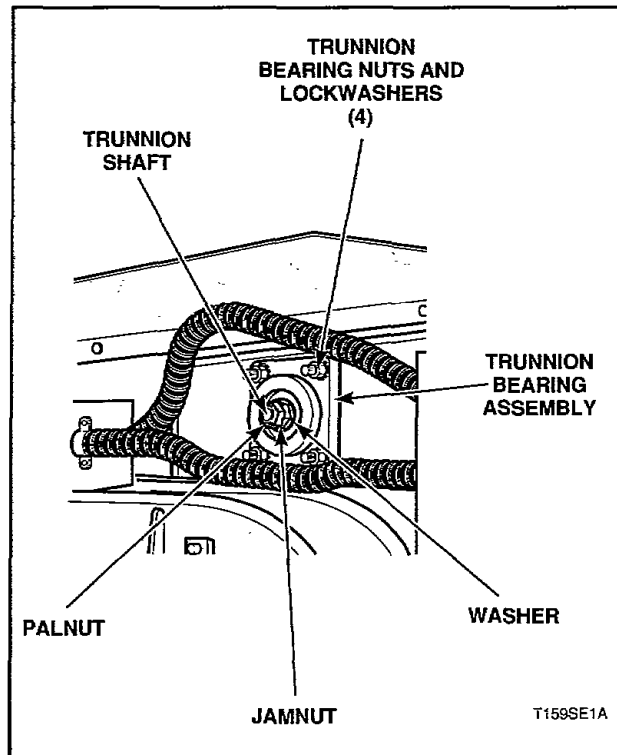 TRUNNION
BEARING NUTS AND
LOCKWASHERS
(4)
TRUNNION
SHAFT
TRUNNION
BEARING
ASSEMBLY
PALNUT
WASHER
JAMNUT
T159SE1A